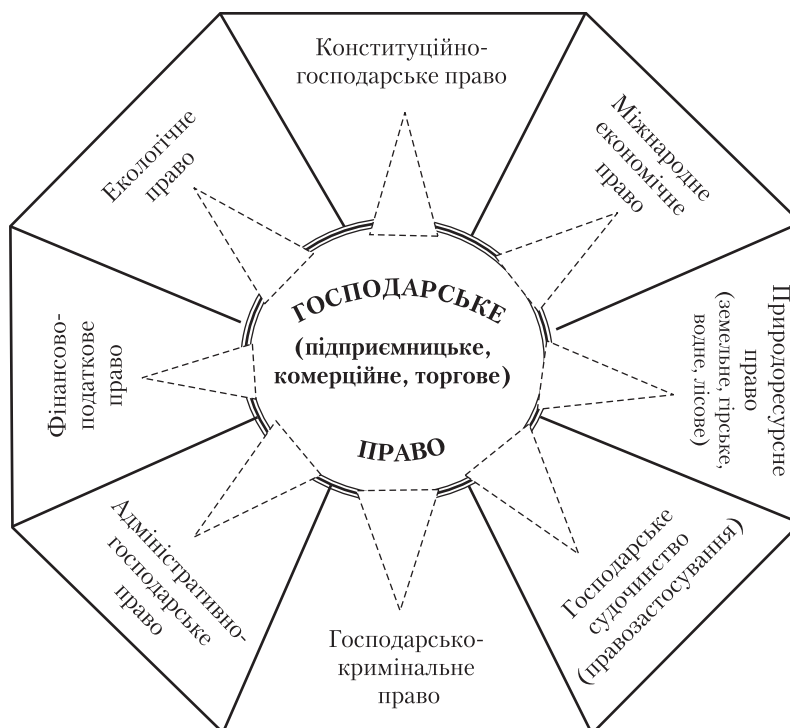 Конституційно-
господарське право
Міжнародне
економічне
право
Природоресурсне
право
(земельне, гірське,
водне, лісове)
Господарське
судочинство
(правозастосування)
Господарсько-
кримінальне
право
Адміністративно-
господарське
право
Фінансово-
податкове
право
Екологічне
право
ГОСПОДАРСЬКЕ
(підприємницьке,
комерційне, торгове)
ПРАВО